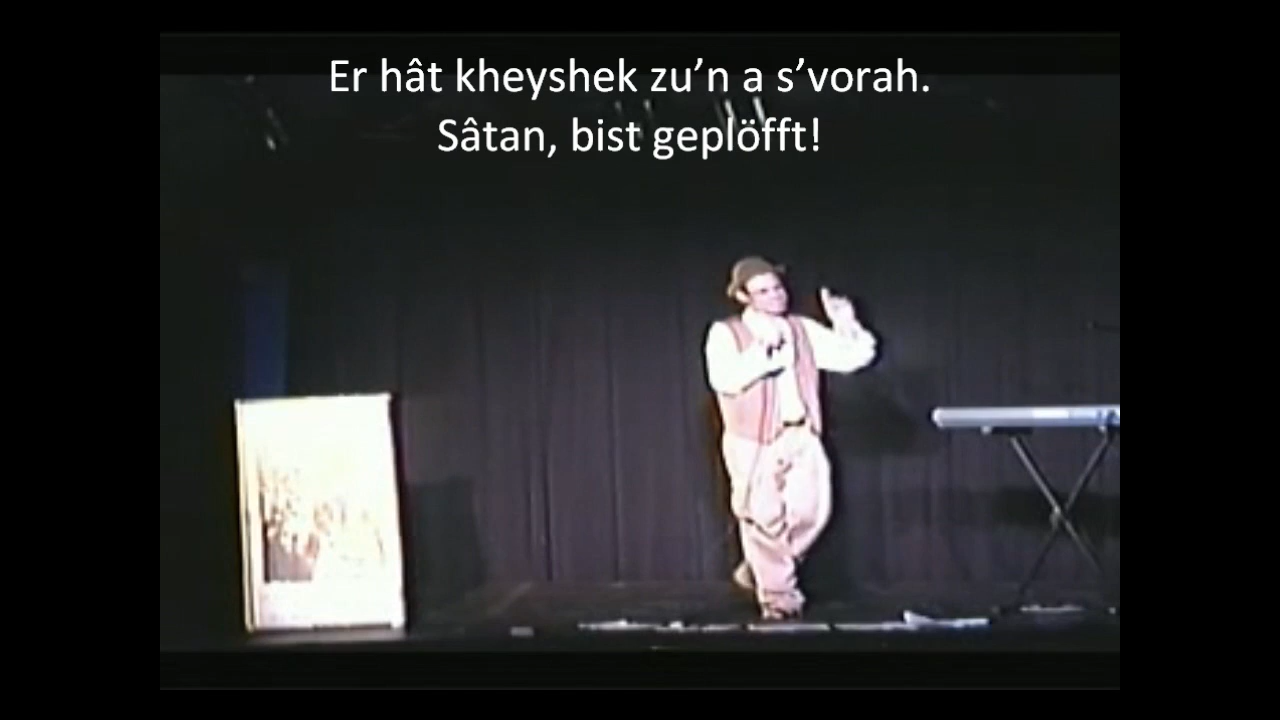 Er hât kheyshek zu’n a s’vorah.
Sâtan, bist geplöfft!